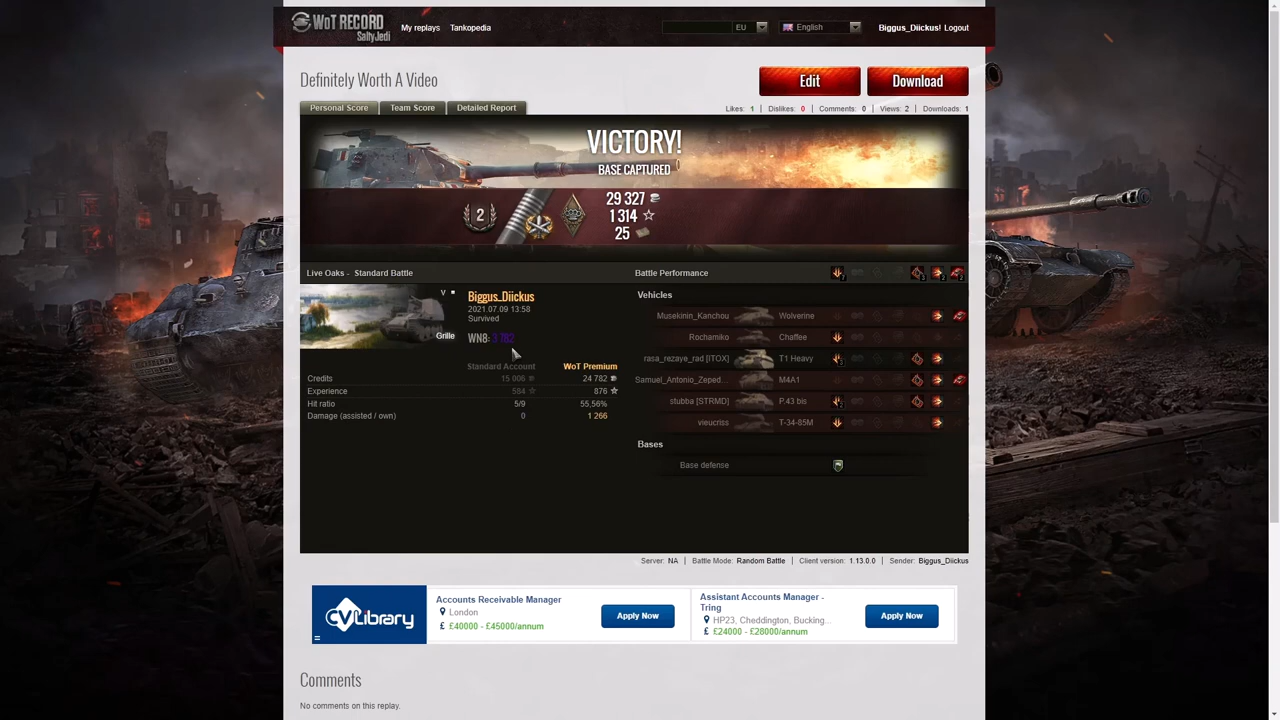 WOT RECORD
SaltyJedi
My replays Tankopedia
EU English Biggus_Diickus! Logout
Definitely Worth A Video
Edit Download
Personal Score Team Score Detailed Report
Likes: 1 | Dislikes: 0 | Comments: 0 | Views: 2 | Downloads: 1
VICTORY!
BASE CAPTURED
29 327
2
1 314
25
Live Oaks - Standard Battle
Battle Performance
V
Grille
Biggus_Diickus
2021.07.09 13:58
Survived
WN8: 3 782
Standard Account WoT Premium
Credits 15 006 24 782
Experience 584 876
Hit ratio 5/9 55,56%
Damage (assisted / own) 0 1 266
Vehicles
Musekinin_Kanchou Wolverine
Rochamiko Chaffee
rasa_rezaye_rad [ITOX] T1 Heavy
Samuel_Antonio_Zeped... M4A1
stubba [STRMD] P.43 bis
vieucriss T-34-85M
Bases
Base defense
Server: NA | Battle Mode: Random Battle | Client version: 1.13.0.0 | Sender: Biggus_Diickus
CVLibrary
Accounts Receivable Manager
London
£ £40000 - £45000/annum
Apply Now
Assistant Accounts Manager -
Tring
HP23, Cheddington, Bucking...
£ £24000 - £28000/annum
Apply Now
Comments
No comments on this replay.